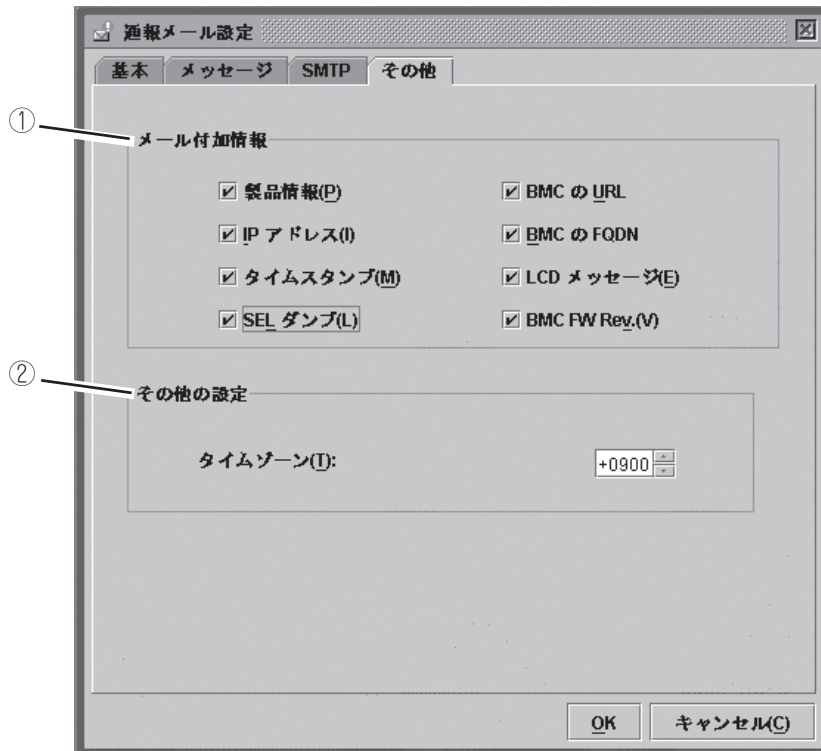 通報メール設定
基本 メッセージ SMTP その他
①
メール付加情報
製品情報(P) BMC の URL
IP アドレス(I) BMC の FQDN
タイムスタンプ(M) LCD メッセージ(E)
SEL ダンプ(L) BMC FW Rev.(V)
②
その他の設定
タイムゾーン(T): +0900
OK キャンセル(C)